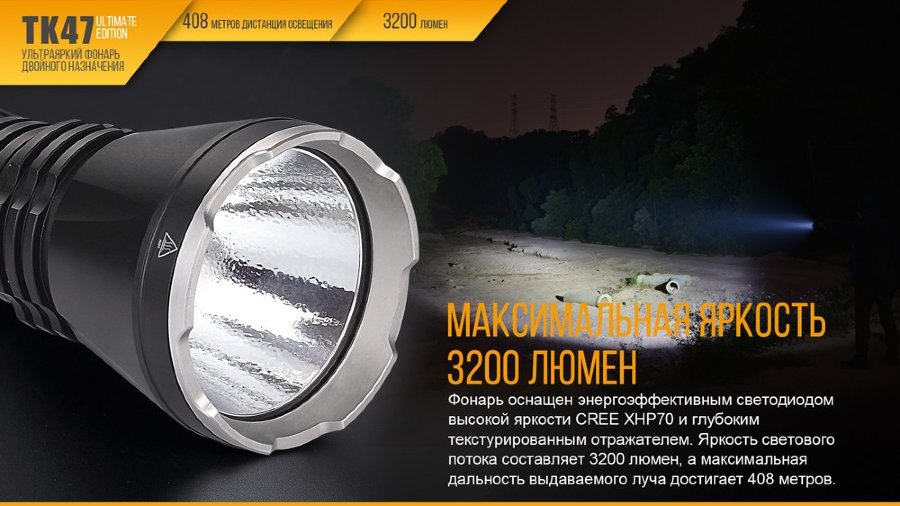 TK47 ULTIMATE
EDITION
УЛЬТРАЯРКИЙ ФОНАРЬ
ДВОЙНОГО НАЗНАЧЕНИЯ
408 МЕТРОВ ДИСТАНЦИЯ ОСВЕЩЕНИЯ
3200 ЛЮМЕН
МАКСИМАЛЬНАЯ ЯРКОСТЬ
3200 ЛЮМЕН
Фонарь оснащен энергоэффективным светодиодом
высокой яркости CREE XHP70 и глубоким
текстурированным отражателем. Яркость светового
потока составляет 3200 люмен, а максимальная
дальность выдаваемого луча достигает 408 метров.